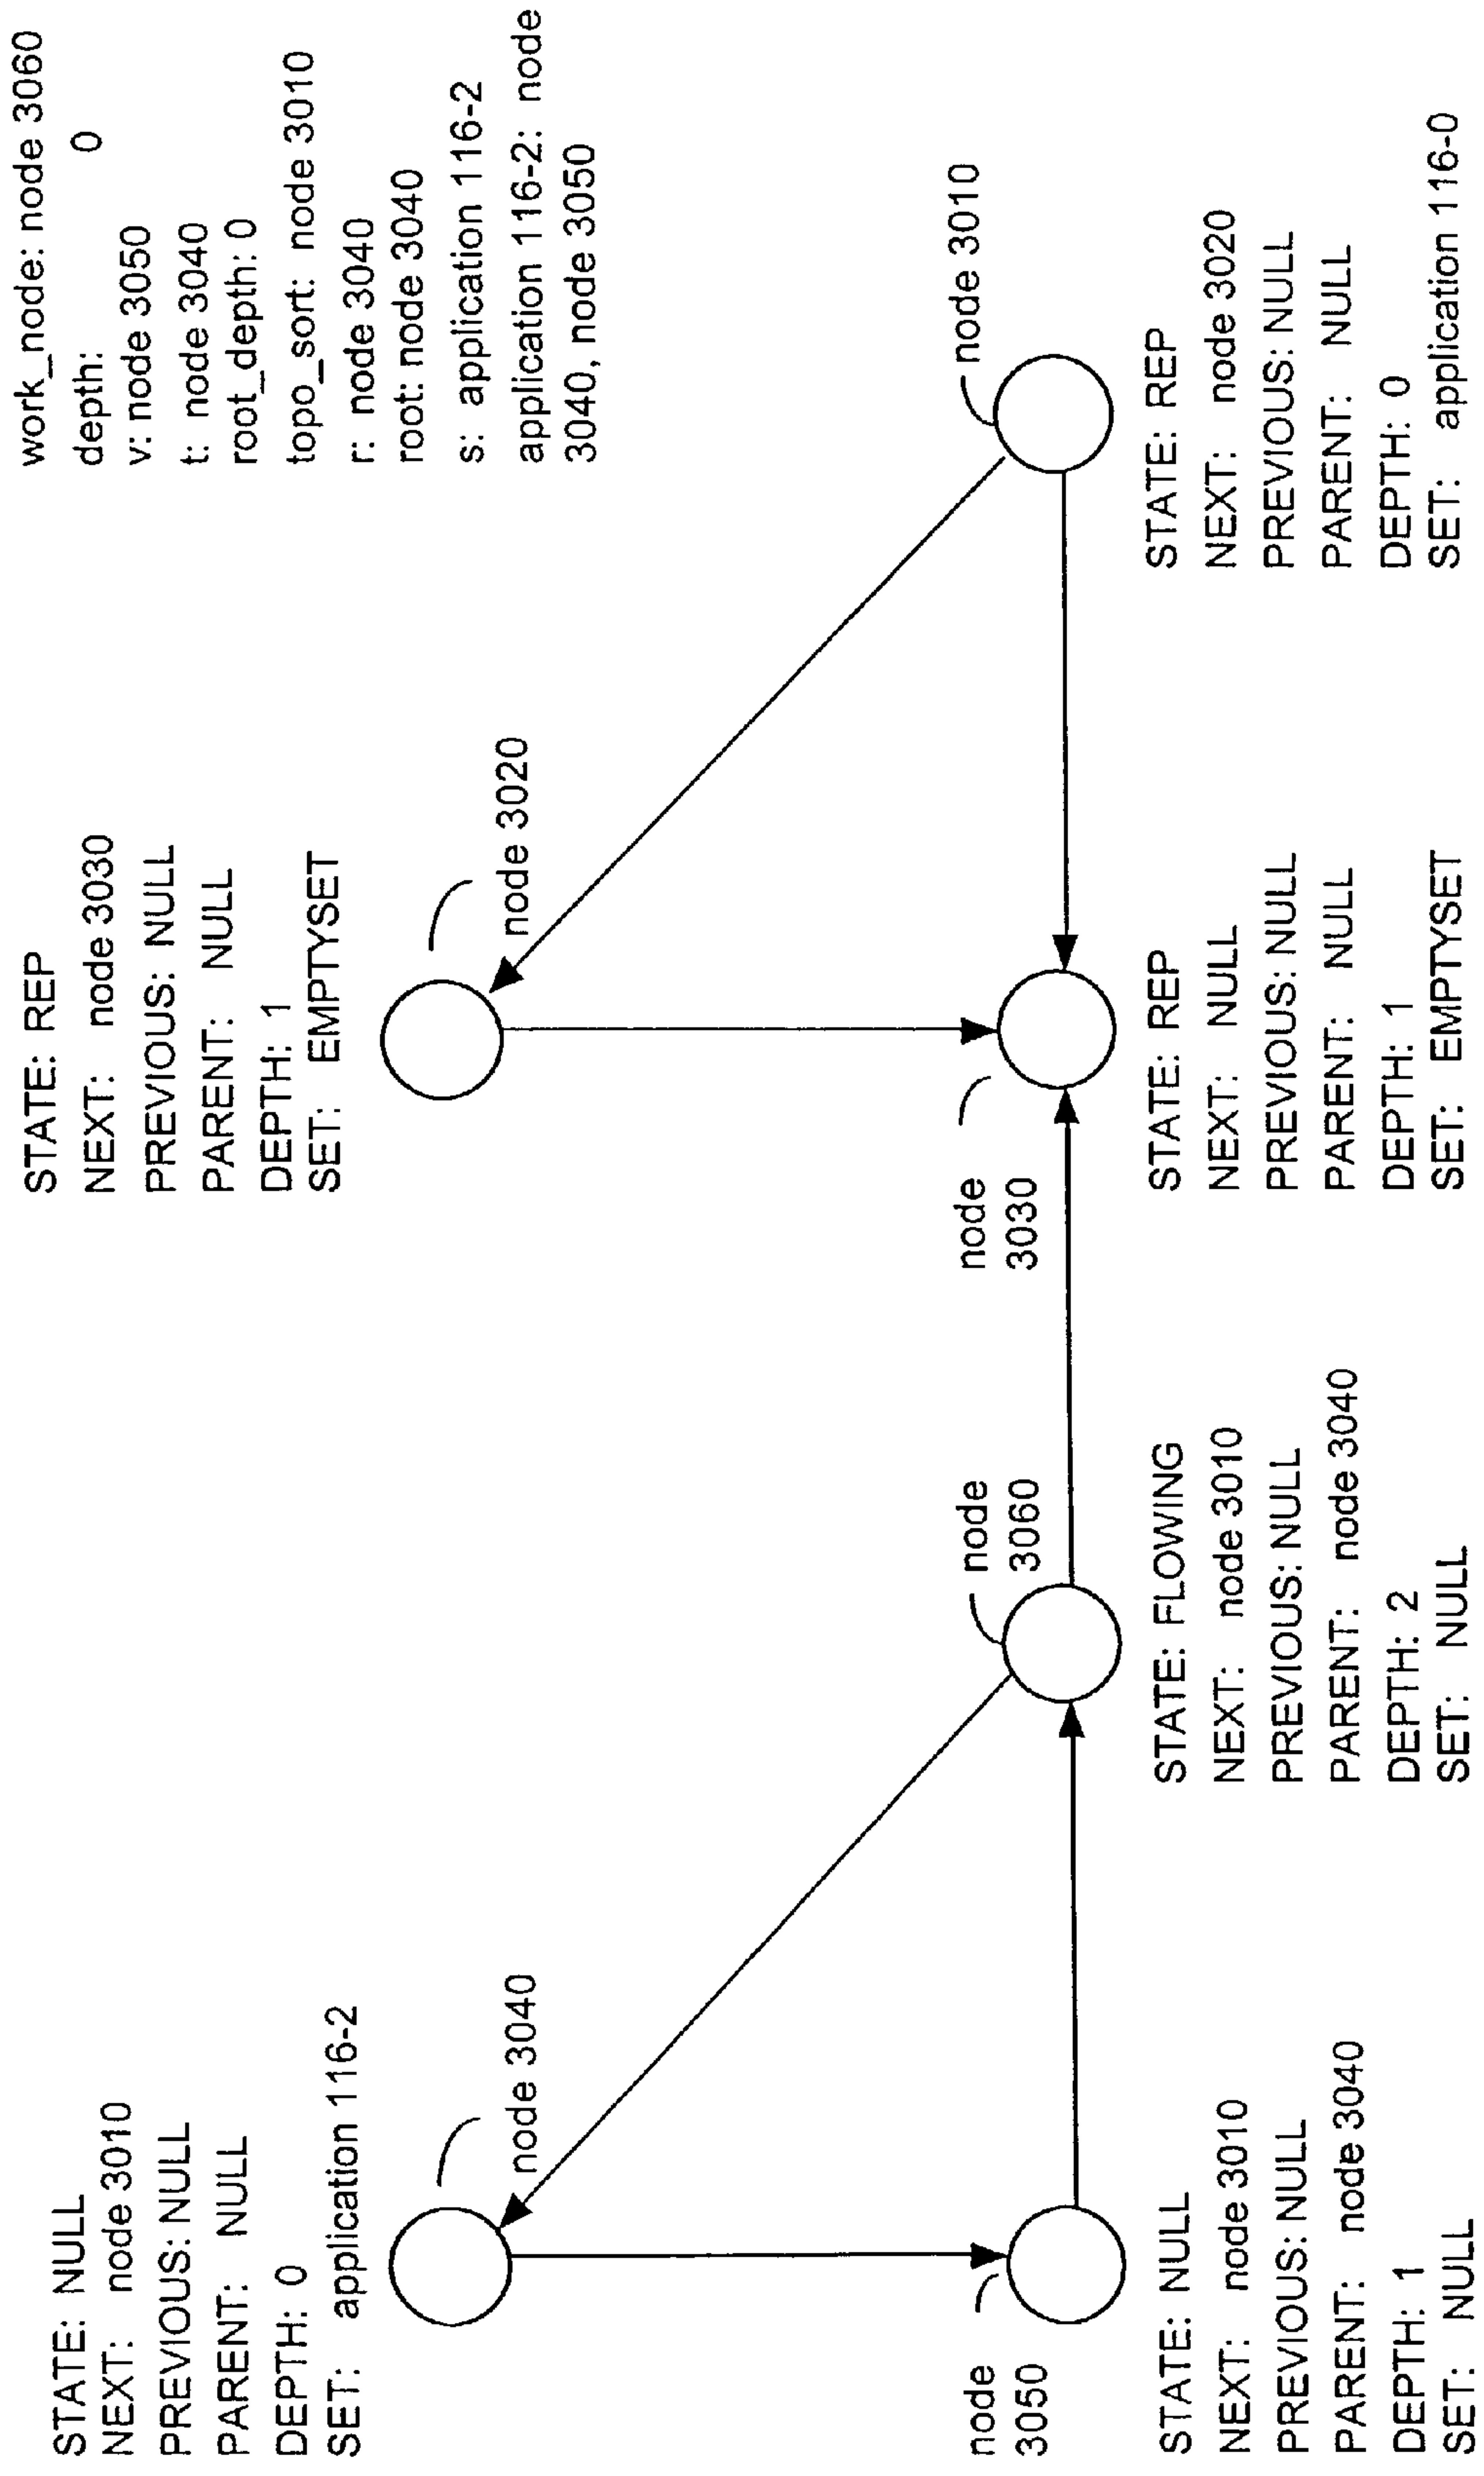 STATE: NULL
NEXT: node 3010
PREVIOUS: NULL
PARENT: NULL
DEPTH: 0
SET: application 116-2
node 3040
STATE: REP
NEXT: node 3030
PREVIOUS: NULL
PARENT: NULL
DEPTH: 1
SET: EMPTYSET
node 3020
work_node: node 3060
depth: 0
v: node 3050
t: node 3040
root_depth: 0
topo_sort: node 3010
r: node 3040
root: node 3040
s: application 116-2
application 116-2: node
3040, node 3050
node
3050
STATE: NULL
NEXT: node 3010
PREVIOUS: NULL
PARENT: node 3040
DEPTH: 1
SET: NULL
node
3060
STATE: FLOWING
NEXT: node 3010
PREVIOUS: NULL
PARENT: node 3040
DEPTH: 2
SET: NULL
node
3030
STATE: REP
NEXT: NULL
PREVIOUS: NULL
PARENT: NULL
DEPTH: 1
SET: EMPTYSET
node 3010
STATE: REP
NEXT: node 3020
PREVIOUS: NULL
PARENT: NULL
DEPTH: 0
SET: application 116-0